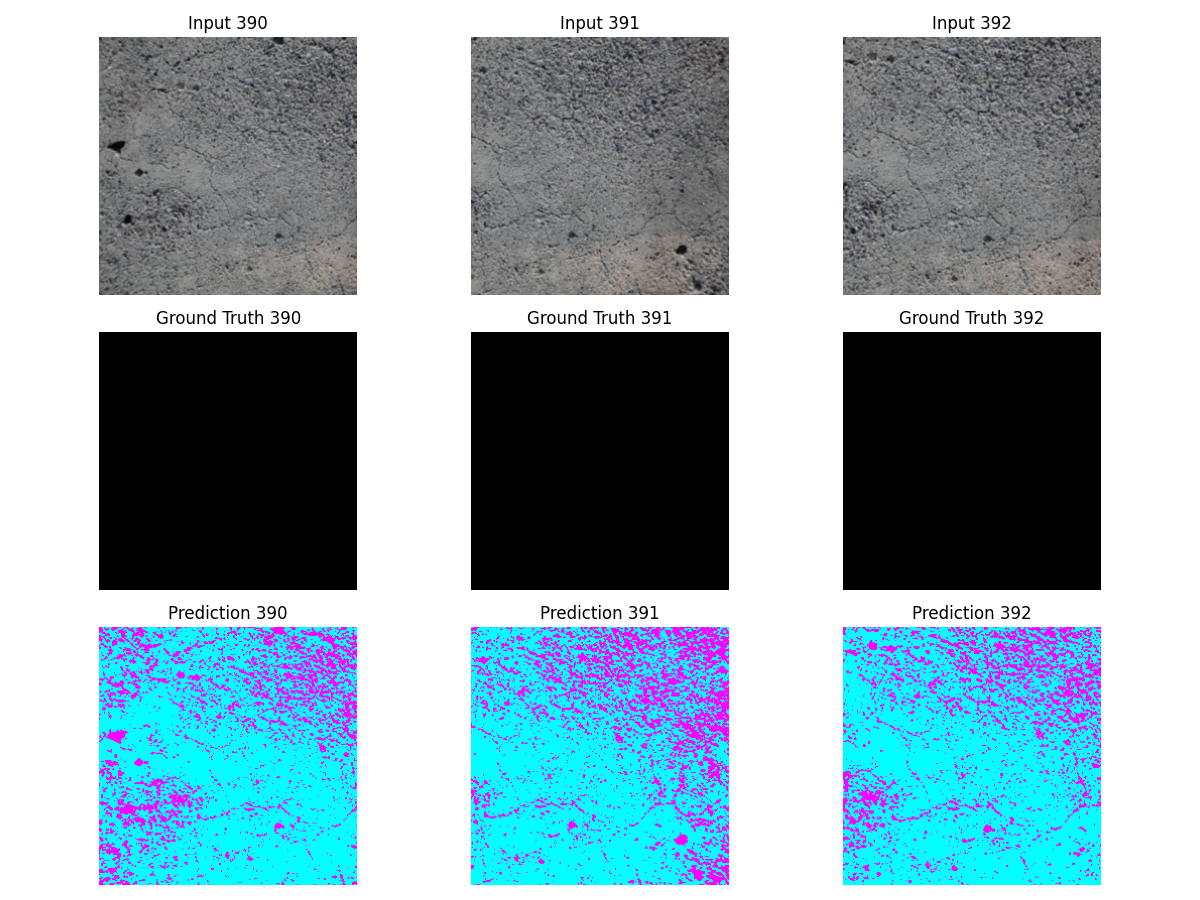 Input 390
Input 391
Input 392
Ground Truth 390
Ground Truth 391
Ground Truth 392
Prediction 390
Prediction 391
Prediction 392